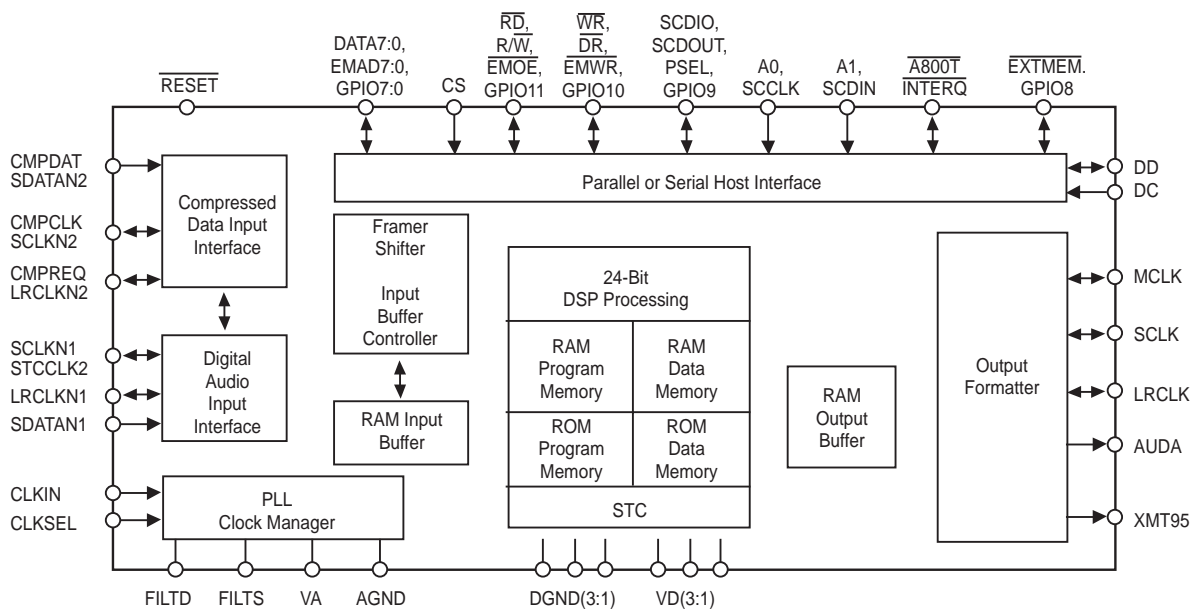 RD,
R/W,
EMOE,
GPIO11
WR,
DR,
EMWR,
GPIO10
SCDIO,
SCDOUT,
PSEL,
GPIO9
DATA7:0,
EMAD7:0,
GPIO7:0
A0,
SCCLK
A1,
SCDIN
A800T
INTERQ
EXTMEM.
GPIO8
RESET
CS
CMPDAT
SDATAN2
CMPCLK
SCLKN2
CMPREQ
LRCLKN2
SCLKN1
STCCLK2
LRCLKN1
SDATAN1
CLKIN
CLKSEL
Compressed
Data Input
Interface
Digital
Audio
Input
Interface
PLL
Clock Manager
Parallel or Serial Host Interface
Framer
Shifter
Input
Buffer
Controller
RAM Input
Buffer
24-Bit
DSP Processing
RAM
Program
Memory
RAM
Data
Memory
ROM
Program
Memory
ROM
Data
Memory
STC
RAM
Output
Buffer
Output
Formatter
DD
DC
MCLK
SCLK
LRCLK
AUDA
XMT95
FILTD
FILTS
VA
AGND
DGND(3:1)
VD(3:1)